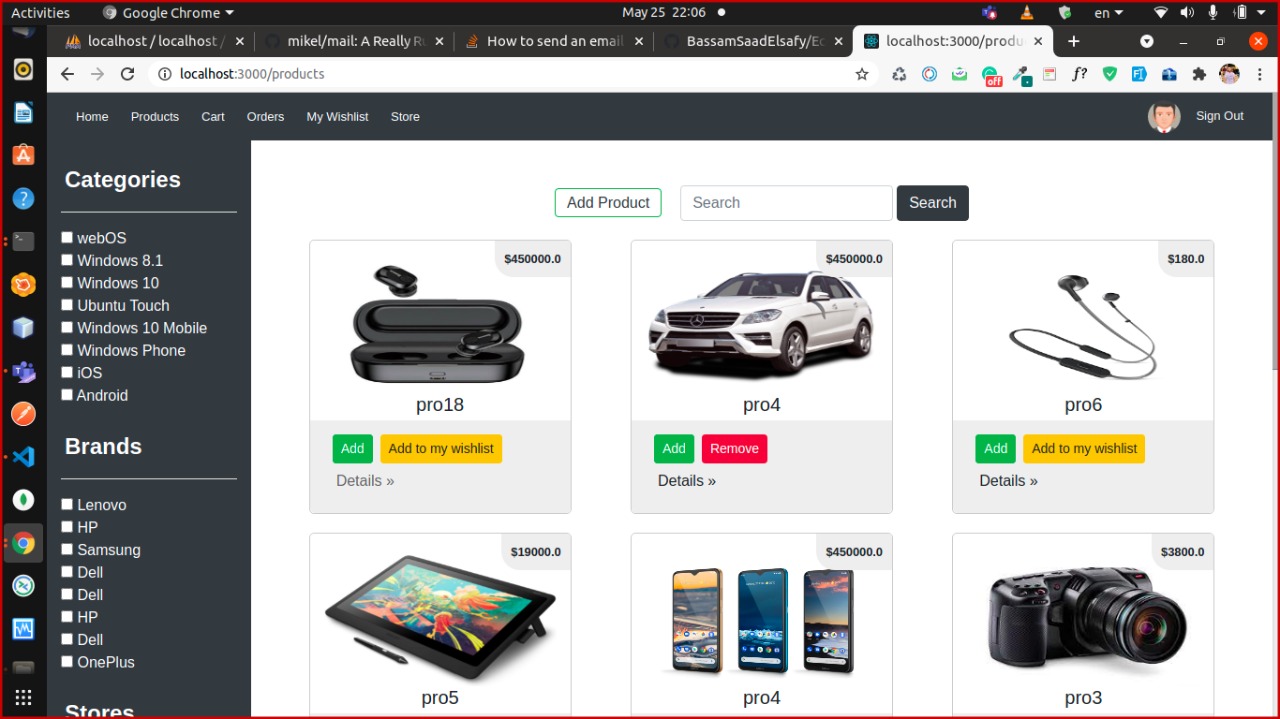 Activities Google Chrome May 25 22:06 en
localhost / localhost / mikel/mail: A Really Ru How to send an email BassamSaadElsafy/Ec localhost:3000/produ
localhost:3000/products
off
f?
Home Products Cart Orders My Wishlist Store Sign Out
Categories
webOS
Windows 8.1
Windows 10
Ubuntu Touch
Windows 10 Mobile
Windows Phone
iOS
Android
Brands
Lenovo
HP
Samsung
Dell
Dell
HP
Dell
OnePlus
Stores
Add Product Search Search
$450000.0
pro18
Add Add to my wishlist
Details »
$450000.0
pro4
Add Remove
Details »
$180.0
pro6
Add Add to my wishlist
Details »
$19000.0
pro5
$450000.0
pro4
$3800.0
pro3